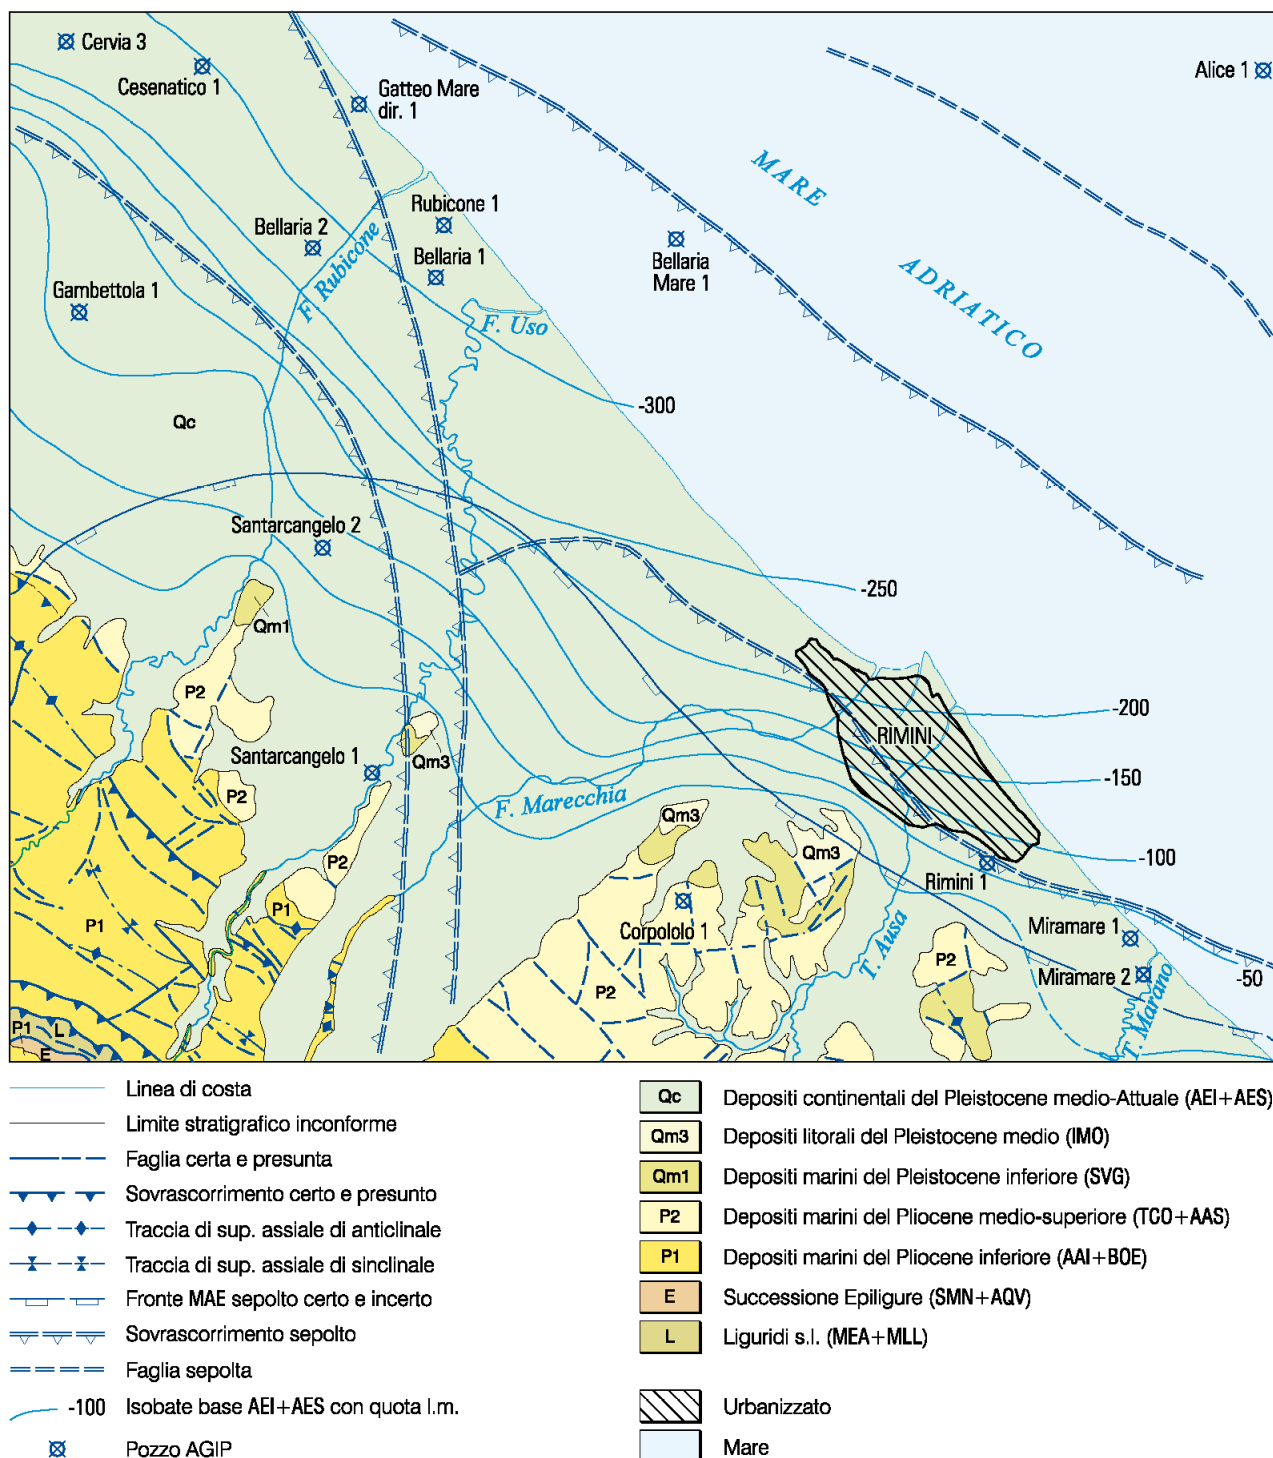 Cervia 3
Cesenatico 1
Gatteo Mare
dir. 1
Alice 1
MARE
ADRIATICO
Rubicone 1
Bellaria 2
Bellaria 1
Bellaria
Mare 1
F. Rubicone
Gambettola 1
F. Uso
-300
Qc
Santarcangelo 2
-250
Qm1
P2
-200
RIMINI
Santarcangelo 1
Qm3
-150
P2
F. Marecchia
Qm3
Qm3
P2
-100
Rimini 1
P1
P1
Corpololo 1
T. Ausa
Miramare 1
P2
Miramare 2
-50
P2
T. Marano
P1
L
E
Linea di costa
Limite stratigrafico inconforme
Faglia certa e presunta
Sovrascorrimento certo e presunto
Traccia di sup. assiale di anticlinale
Traccia di sup. assiale di sinclinale
Fronte MAE sepolto certo e incerto
Sovrascorrimento sepolto
Faglia sepolta
-100 Isobate base AEI+AES con quota l.m.
Pozzo AGIP
Qc Depositi continentali del Pleistocene medio-Attuale (AEI+AES)
Qm3 Depositi litorali del Pleistocene medio (IMO)
Qm1 Depositi marini del Pleistocene inferiore (SVG)
P2 Depositi marini del Pliocene medio-superiore (TCO+AAS)
P1 Depositi marini del Pliocene inferiore (AAI+BOE)
E Successione Epiligure (SMN+AQV)
L Liguridi s.l. (MEA+MLL)
Urbanizzato
Mare